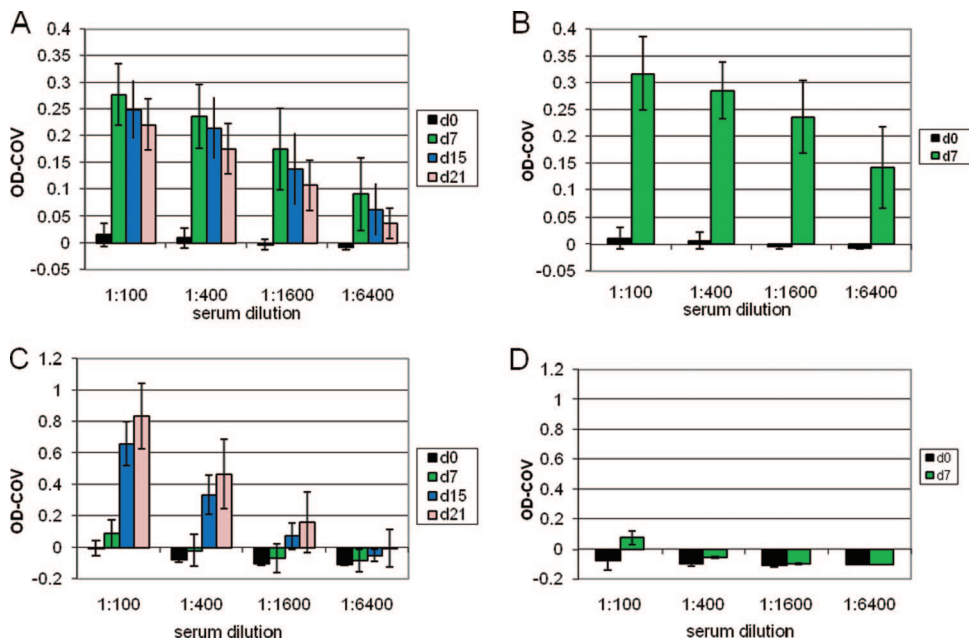 A
OD-COV
0.4
0.35
0.3
0.25
0.2
0.15
0.1
0.05
0
-0.05
1:100 1:400 1:1600 1:6400
serum dilution
d0
d7
d15
d21
B
OD-COV
0.4
0.35
0.3
0.25
0.2
0.15
0.1
0.05
0
-0.05
1:100 1:400 1:1600 1:6400
serum dilution
d0
d7
C
OD-COV
1.2
1
0.8
0.6
0.4
0.2
0
-0.2
1:100 1:400 1:1600 1:6400
serum dilution
d0
d7
d15
d21
D
OD-COV
1.2
1
0.8
0.6
0.4
0.2
0
-0.2
1:100 1:400 1:1600 1:6400
serum dilution
d0
d7